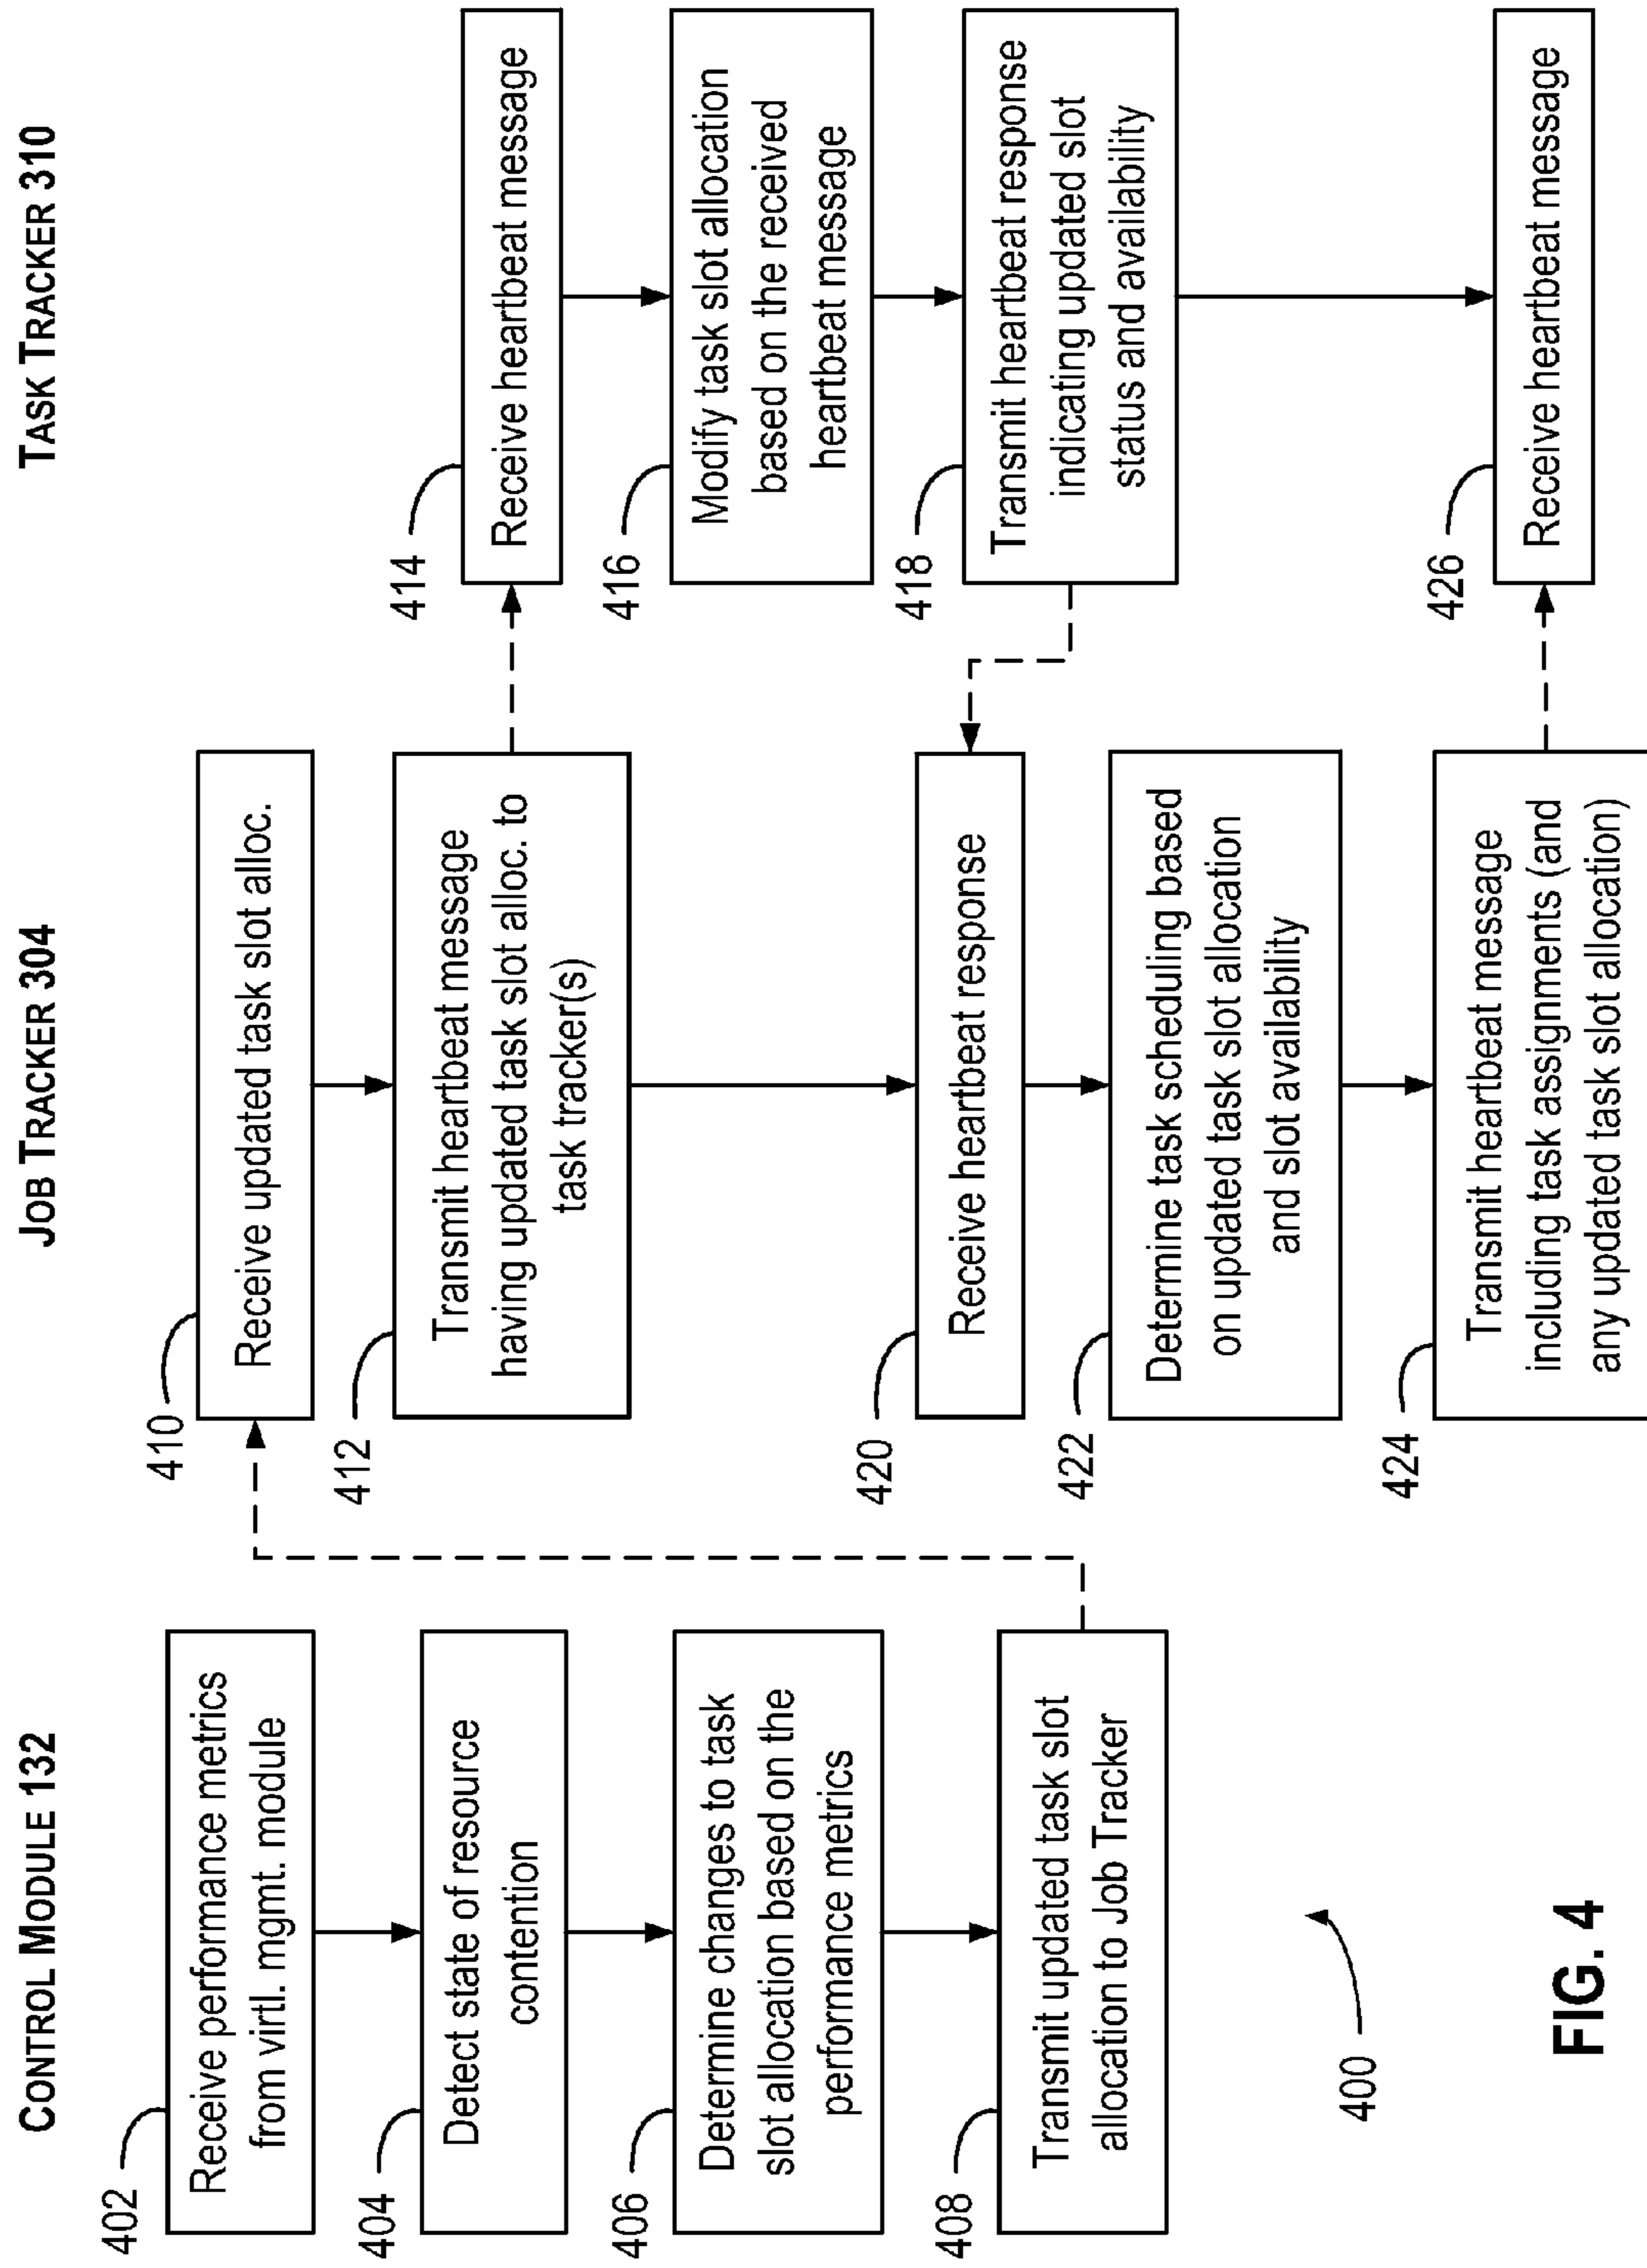 CONTROL MODULE 132
402
Receive performance metrics
from virtl. mgmt. module
404
Detect state of resource
contention
406
Determine changes to task
slot allocation based on the
performance metrics
408
Transmit updated task slot
allocation to Job Tracker
JOB TRACKER 304
410
Receive updated task slot alloc.
412
Transmit heartbeat message
having updated task slot alloc. to
task tracker(s)
420
Receive heartbeat response
422
Determine task scheduling based
on updated task slot allocation
and slot availability
424
Transmit heartbeat message
including task assignments (and
any updated task slot allocation)
TASK TRACKER 310
414
Receive heartbeat message
416
Modify task slot allocation
based on the received
heartbeat message
418
Transmit heartbeat response
indicating updated slot
status and availability
426
Receive heartbeat message
400
FIG. 4